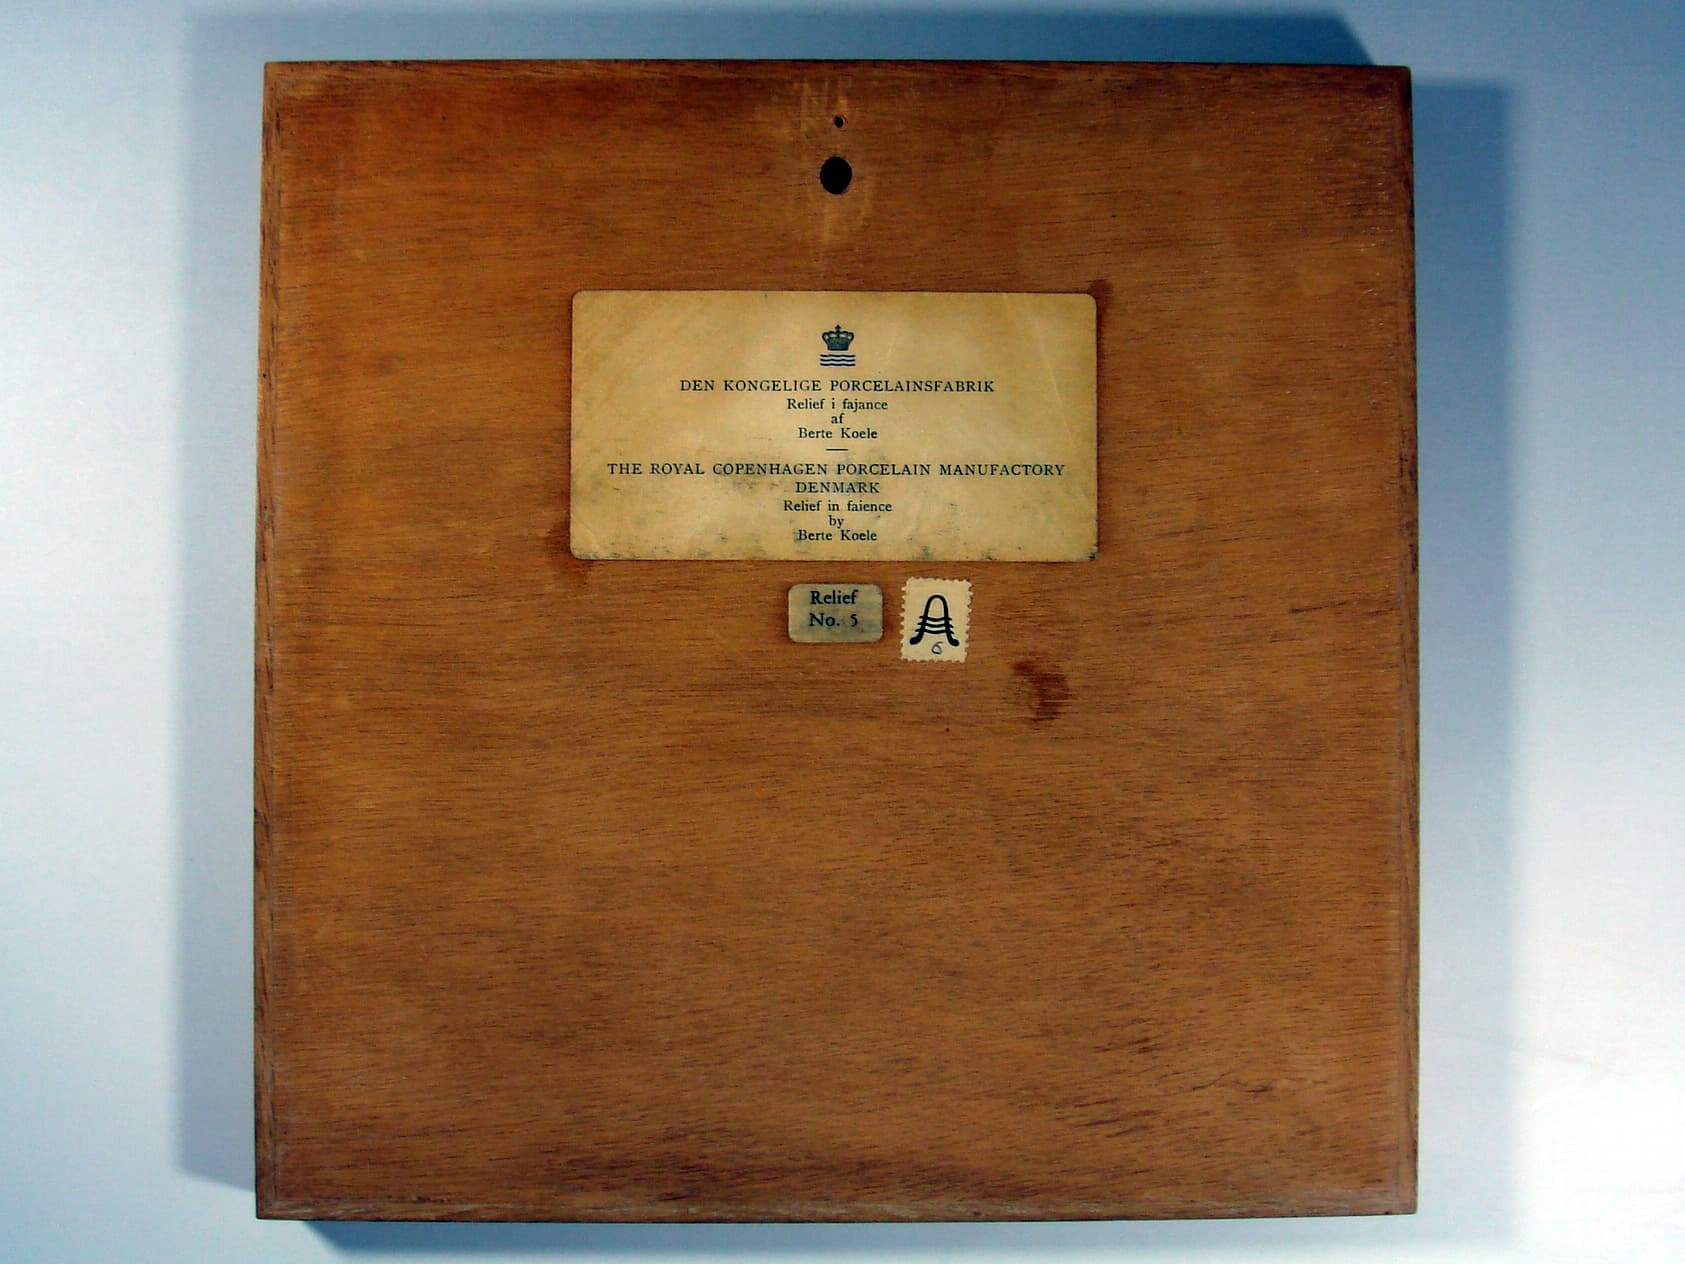 DEN KONGELIGE PORCELAINSFABRIK
Relief i fajance
af
Berte Koele
THE ROYAL COPENHAGEN PORCELAIN MANUFACTORY
DENMARK
Relief in faience
by
Berte Koele
Relief
No. 5
A
6